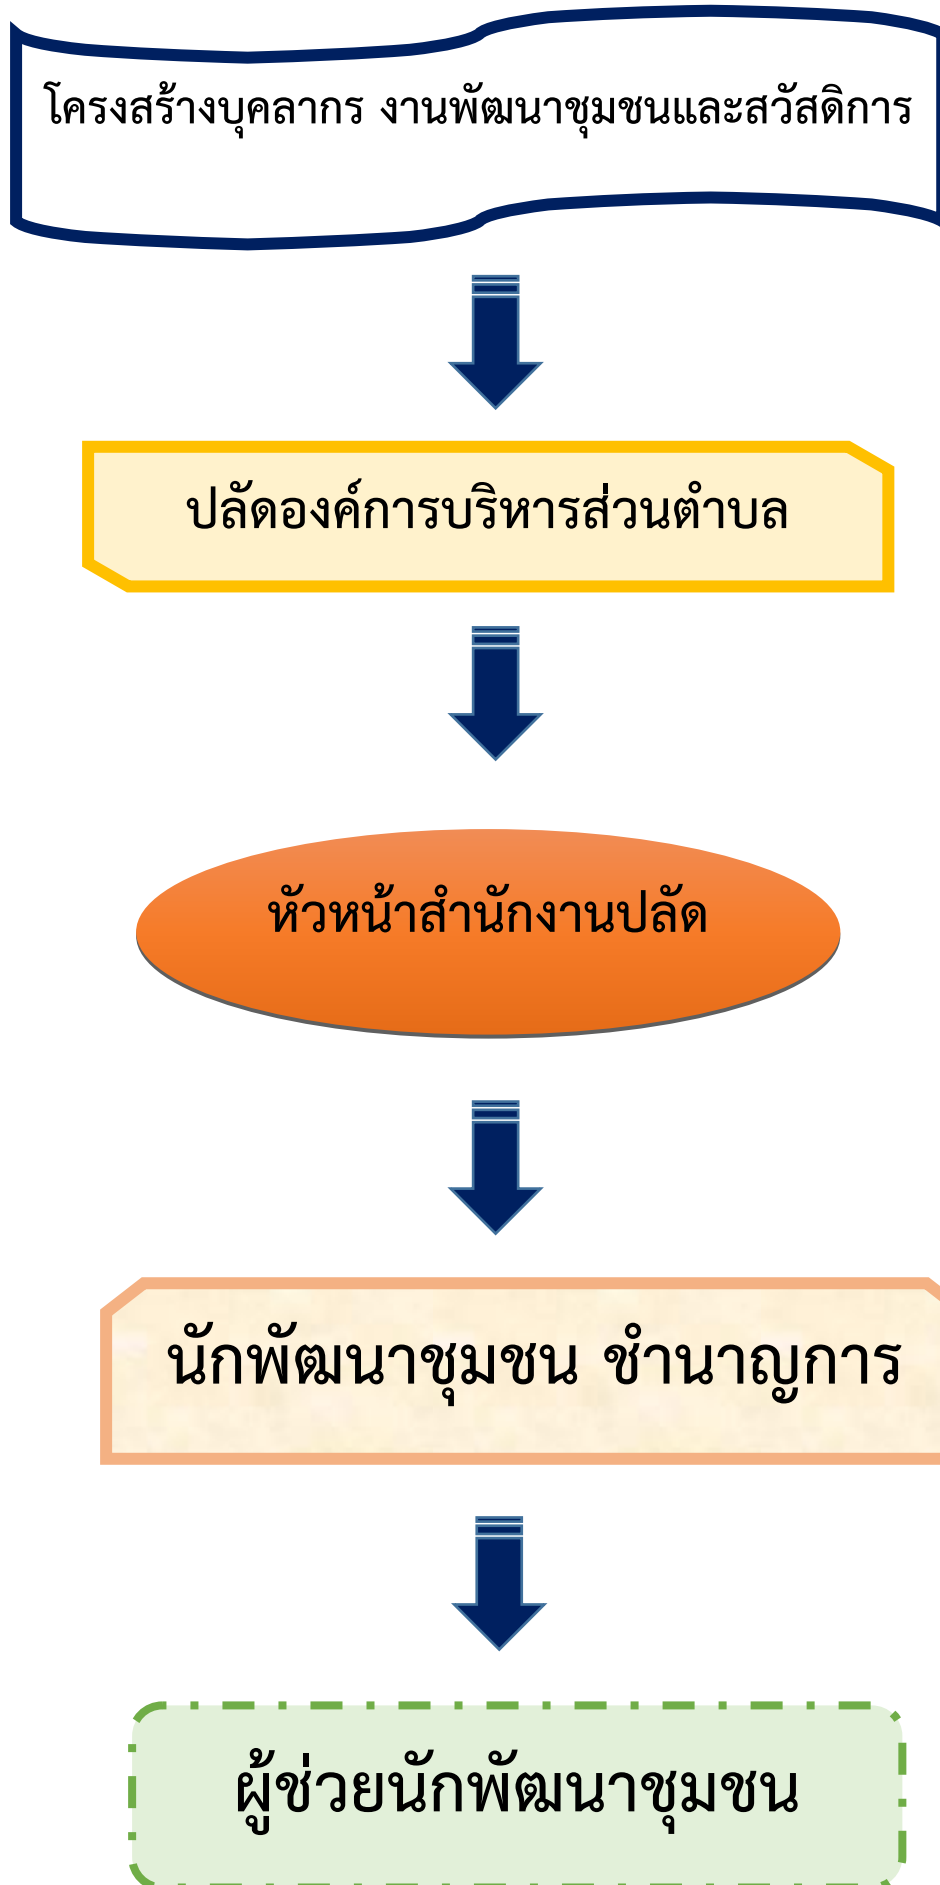 โครงสร้างบุคลากร งานพัฒนาชุมชนและสวัสดิการ
ปลัดองค์การบริหารส่วนตำบล
หัวหน้าสำนักงานปลัด
นักพัฒนาชุมชน ชำนาญการ
ผู้ช่วยนักพัฒนาชุมชน